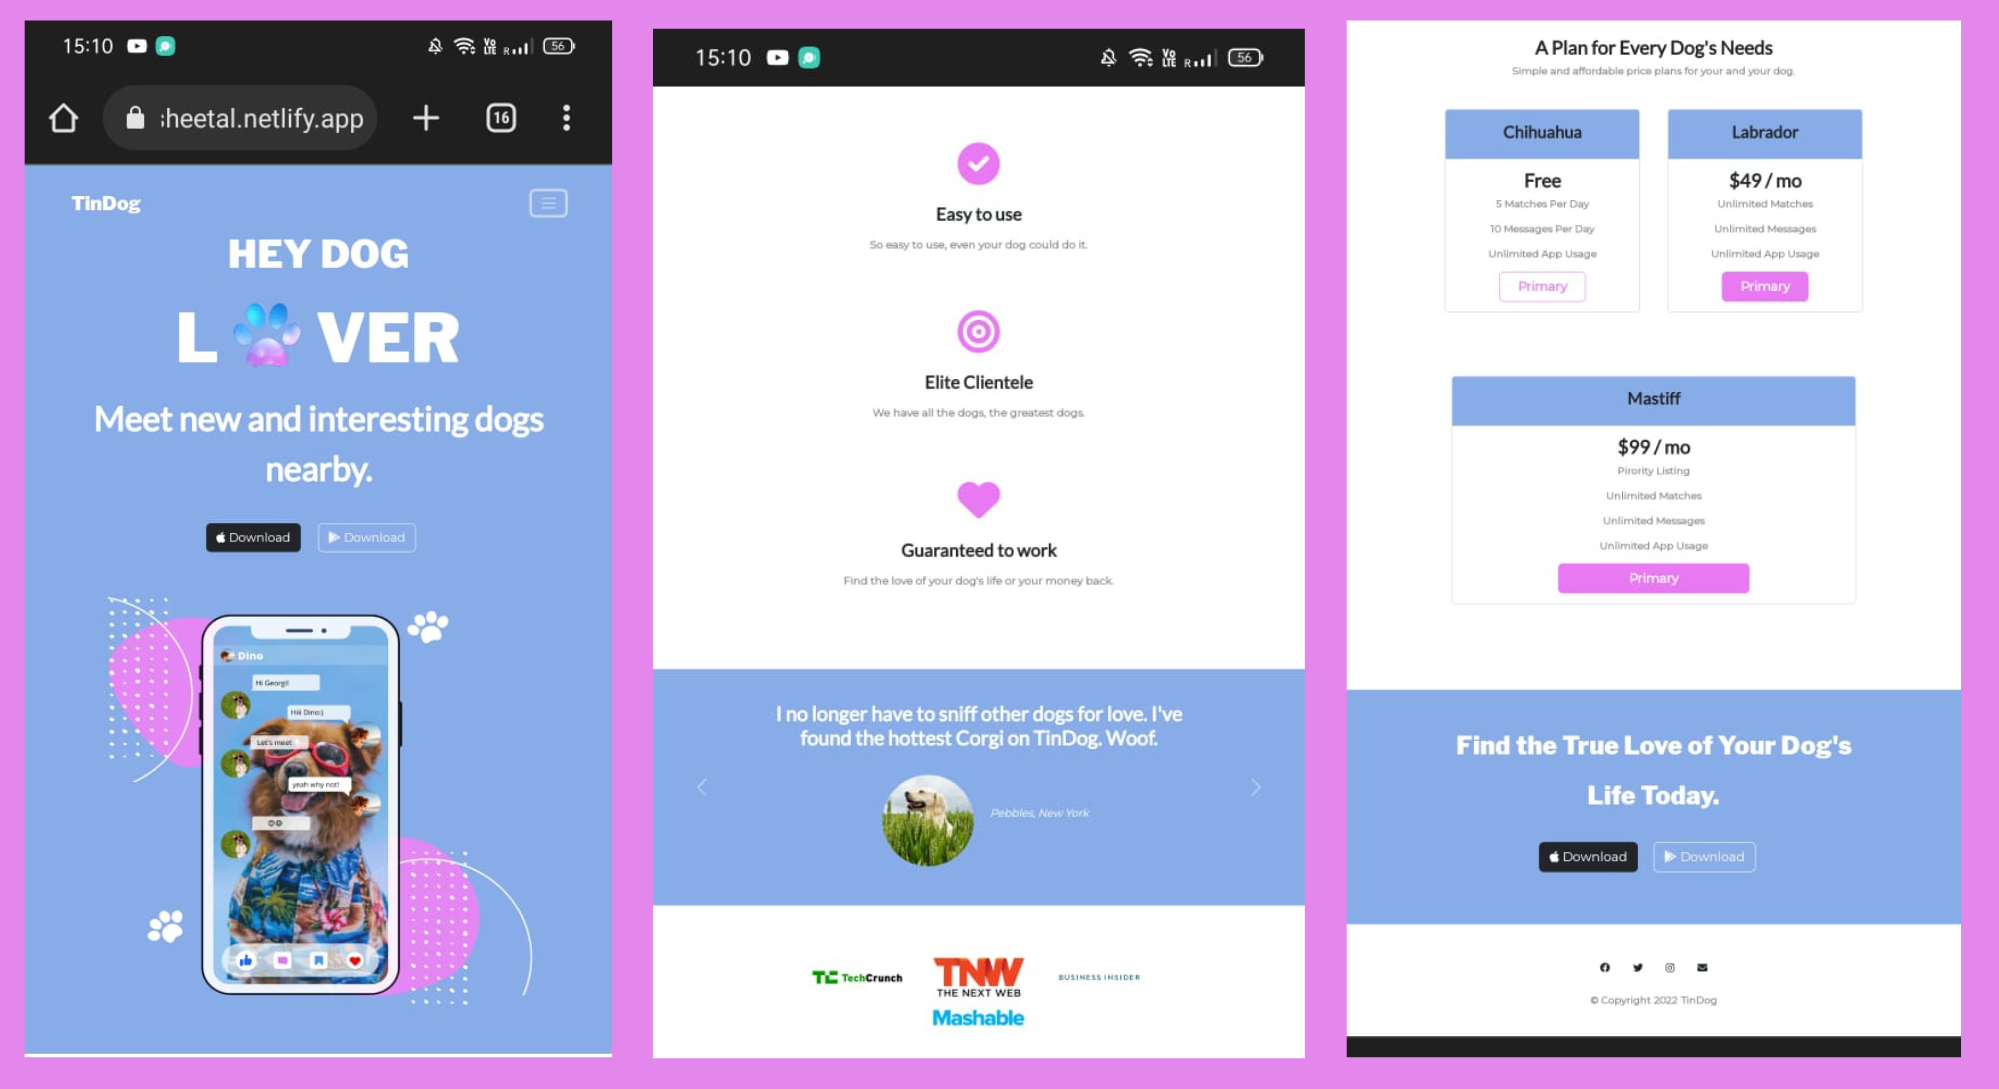 15:10
VoLTE R 56
:heetal.netlify.app
16
TinDog
HEY DOG
L VER
Meet new and interesting dogs
nearby.
Download
Download
Dino
Hi Georgi!
Hiii Dino:)
Let's meet
yeah why not!
15:10
VoLTE R 56
Easy to use
So easy to use, even your dog could do it.
Elite Clientele
We have all the dogs, the greatest dogs.
Guaranteed to work
Find the love of your dog's life or your money back.
I no longer have to sniff other dogs for love. I've
found the hottest Corgi on TinDog. Woof.
Pebbles, New York
TC TechCrunch
TNW
THE NEXT WEB
BUSINESS INSIDER
Mashable
A Plan for Every Dog's Needs
Simple and affordable price plans for your and your dog.
Chihuahua
Free
5 Matches Per Day
10 Messages Per Day
Unlimited App Usage
Primary
Labrador
$49 / mo
Unlimited Matches
Unlimited Messages
Unlimited App Usage
Primary
Mastiff
$99 / mo
Pirority Listing
Unlimited Matches
Unlimited Messages
Unlimited App Usage
Primary
Find the True Love of Your Dog's
Life Today.
Download
Download
© Copyright 2022 TinDog